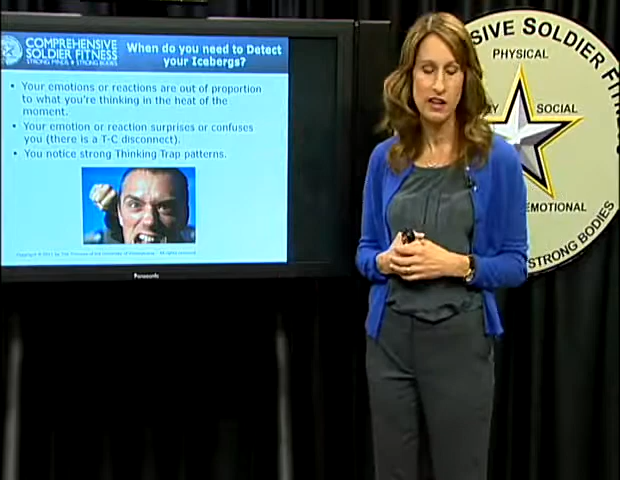 COMPREHENSIVE
SOLDIER FITNESS
STRONG MINDS ★ STRONG BODIES
When do you need to Detect
your Icebergs?
• Your emotions or reactions are out of proportion
to what you're thinking in the heat of the
moment.
• Your emotion or reaction surprises or confuses
you (there is a T-C disconnect).
• You notice strong Thinking Trap patterns.
Panasonic
SIVE SOLDIER FITN
PHYSICAL
SOCIAL
EMOTIONAL
STRONG BODIES